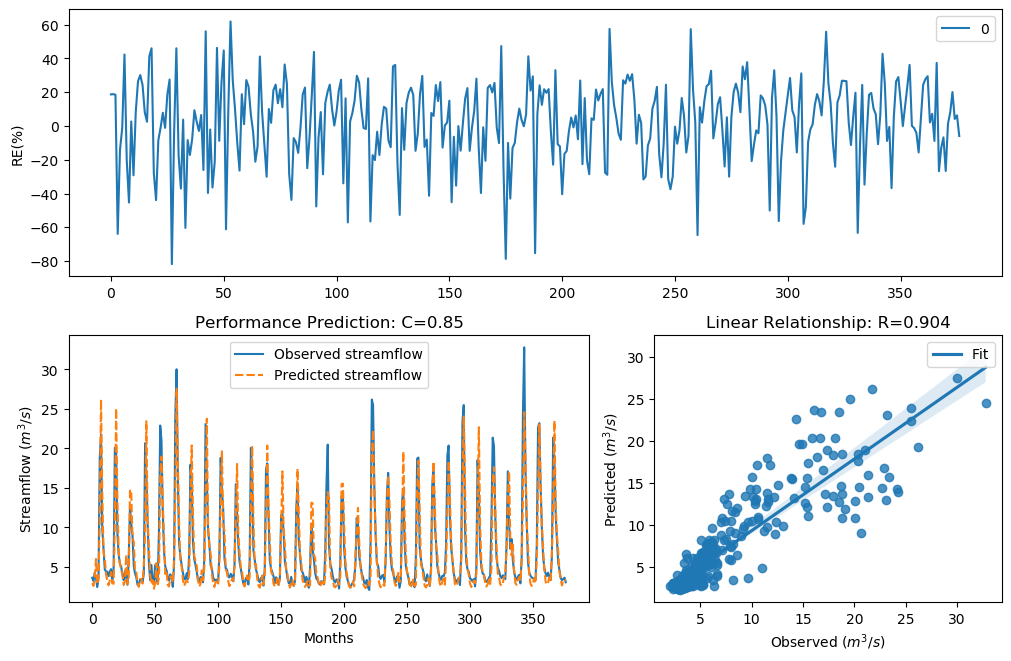 60
40
20
0
−20
−40
−60
−80
RE(%)
0
0 50 100 150 200 250 300 350
Performance Prediction: C=0.85
Observed streamflow
Predicted streamflow
30
25
20
15
10
5
Streamflow (m³/s)
0 50 100 150 200 250 300 350
Months
Linear Relationship: R=0.904
Fit
30
25
20
15
10
5
Predicted (m³/s)
5 10 15 20 25 30
Observed (m³/s)